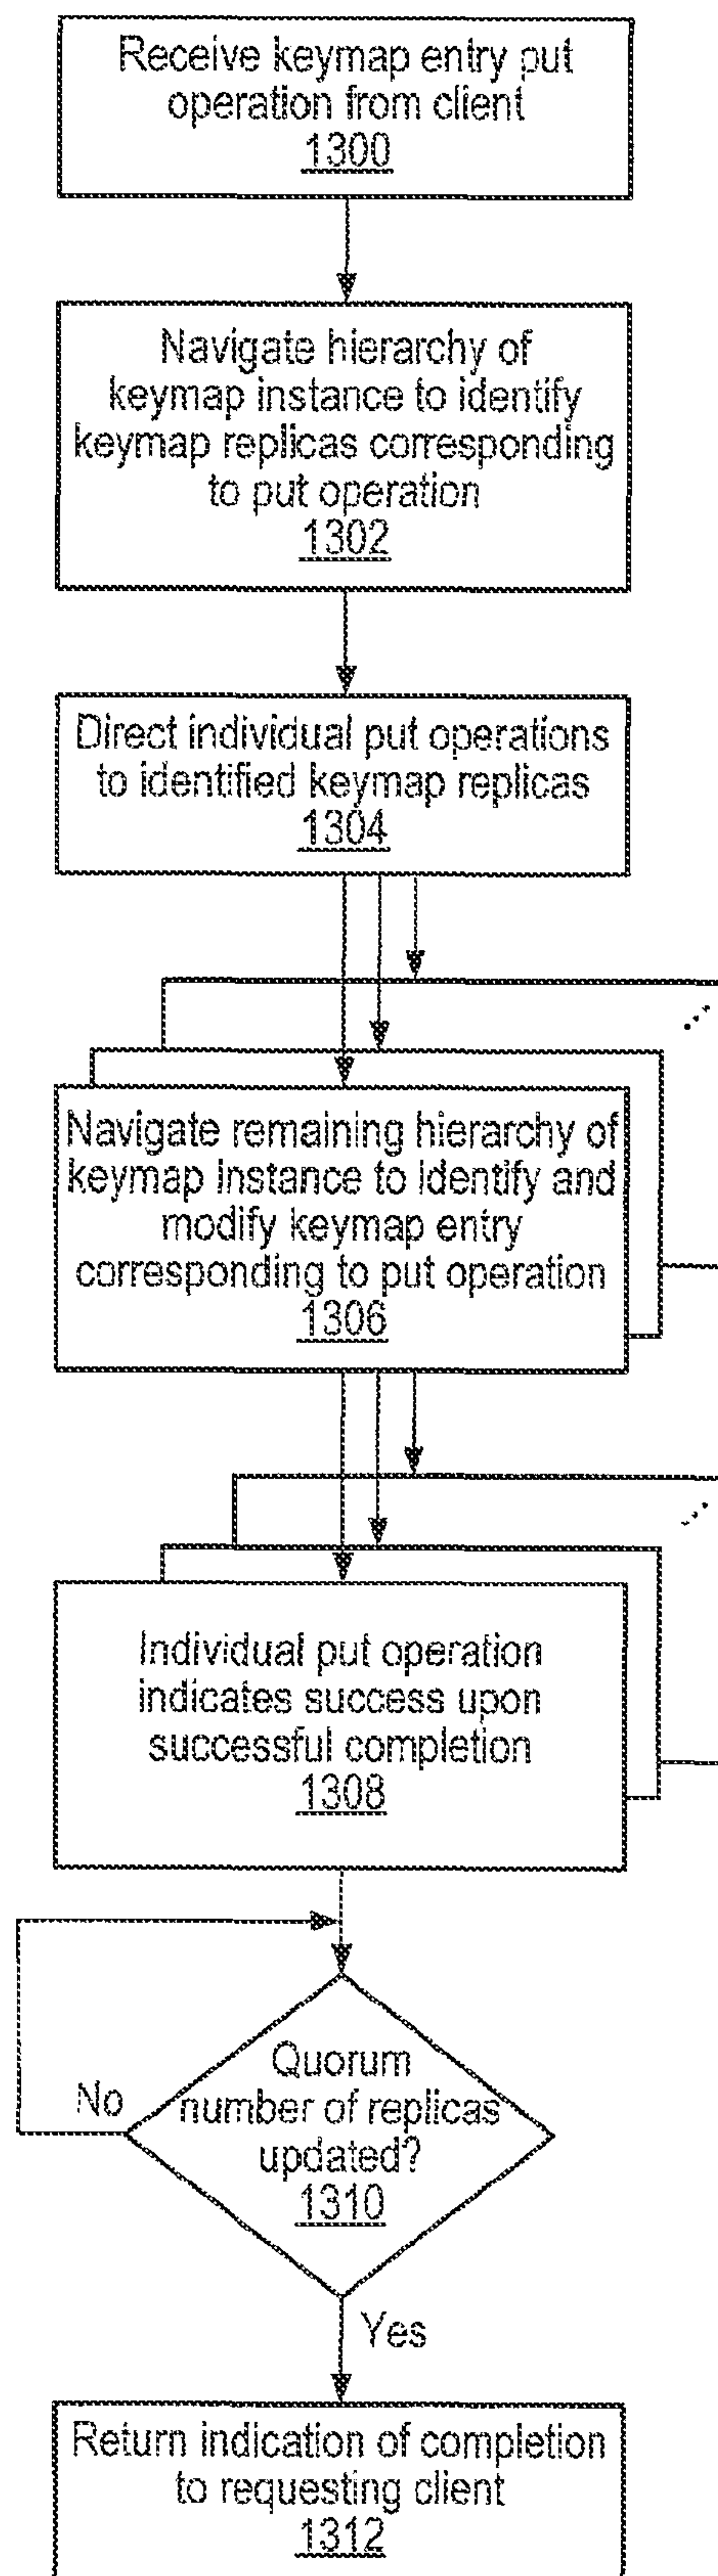 Receive keymap entry put
operation from client
1300
Navigate hierarchy of
keymap instance to identify
keymap replicas corresponding
to put operation
1302
Direct individual put operations
to identified keymap replicas
1304
Navigate remaining hierarchy of
keymap instance to identify and
modify keymap entry
corresponding to put operation
1306
Individual put operation
indicates success upon
successful completion
1308
Quorum
number of replicas
updated?
1310
No
Yes
Return indication of completion
to requesting client
1312